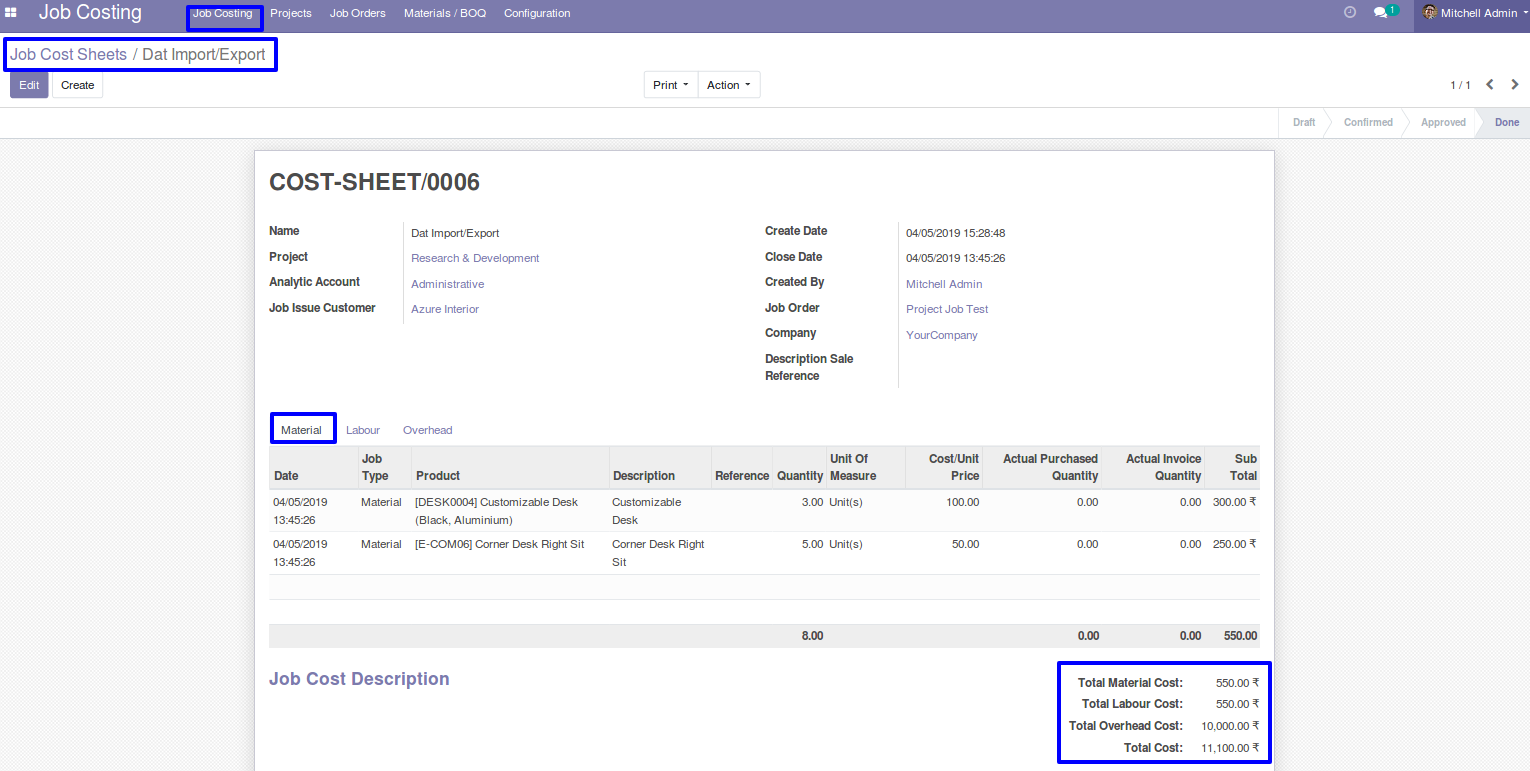 Job Costing Job Costing Projects Job Orders Materials / BOQ Configuration 1 Mitchell Admin
Job Cost Sheets / Dat Import/Export
Edit Create Print Action 1 / 1
Draft Confirmed Approved Done
COST-SHEET/0006
Name Dat Import/Export Create Date 04/05/2019 15:28:48
Project Research & Development Close Date 04/05/2019 13:45:26
Analytic Account Administrative Created By Mitchell Admin
Job Issue Customer Azure Interior Job Order Project Job Test
Company YourCompany
Description Sale
Reference
Material Labour Overhead
Job Unit Of Cost/Unit Actual Purchased Actual Invoice Sub
Date Type Product Description Reference Quantity Measure Price Quantity Quantity Total
04/05/2019 Material [DESK0004] Customizable Desk Customizable 3.00 Unit(s) 100.00 0.00 0.00 300.00 ₹
13:45:26 (Black, Aluminium) Desk
04/05/2019 Material [E-COM06] Corner Desk Right Sit Corner Desk Right 5.00 Unit(s) 50.00 0.00 0.00 250.00 ₹
13:45:26 Sit
8.00 0.00 0.00 550.00
Job Cost Description
Total Material Cost: 550.00 ₹
Total Labour Cost: 550.00 ₹
Total Overhead Cost: 10,000.00 ₹
Total Cost: 11,100.00 ₹